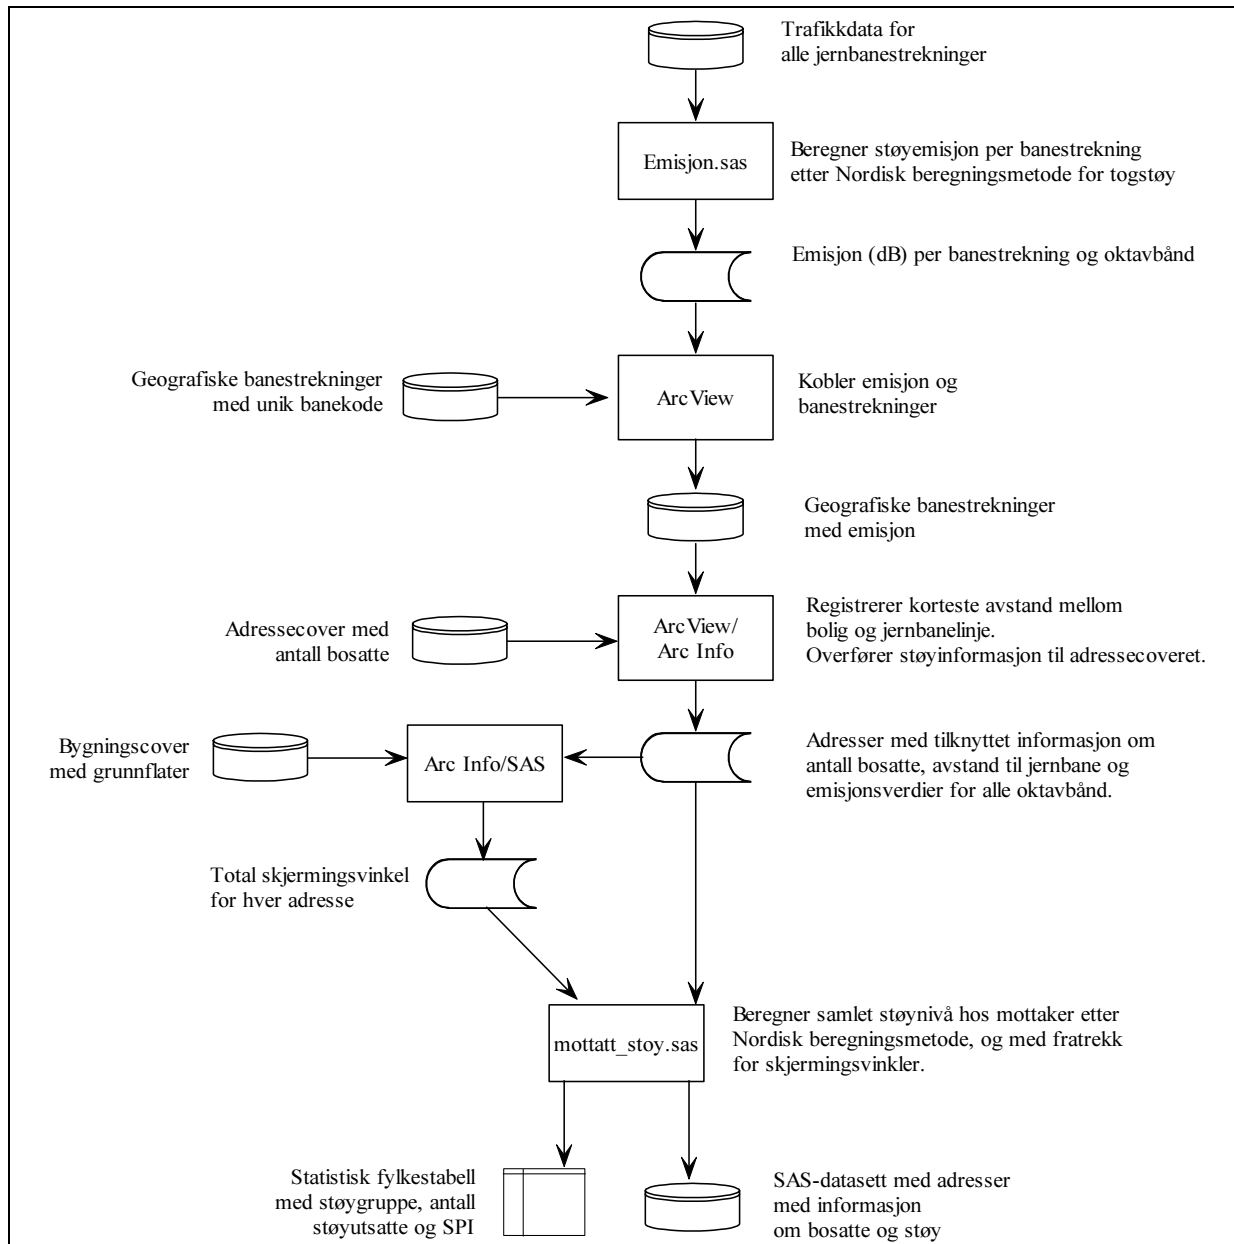 Trafikkdata for
alle jernbanestrekninger
Emisjon.sas
Beregner støyemisjon per banestrekning
etter Nordisk beregningsmetode for togstøy
Emisjon (dB) per banestrekning og oktavbånd
Geografiske banestrekninger
med unik banekode
ArcView
Kobler emisjon og
banestrekninger
Geografiske banestrekninger
med emisjon
Adressecover med
antall bosatte
ArcView/
Arc Info
Registrerer korteste avstand mellom
bolig og jernbanelinje.
Overfører støyinformasjon til adressecoveret.
Bygningscover
med grunnflater
Arc Info/SAS
Adresser med tilknyttet informasjon om
antall bosatte, avstand til jernbane og
emisjonsverdier for alle oktavbånd.
Total skjermingsvinkel
for hver adresse
mottatt_stoy.sas
Beregner samlet støynivå hos mottaker etter
Nordisk beregningsmetode, og med fratrekk
for skjermingsvinkler.
Statistisk fylkestabell
med støygruppe, antall
støyutsatte og SPI
SAS-datasett med adresser
med informasjon
om bosatte og støy